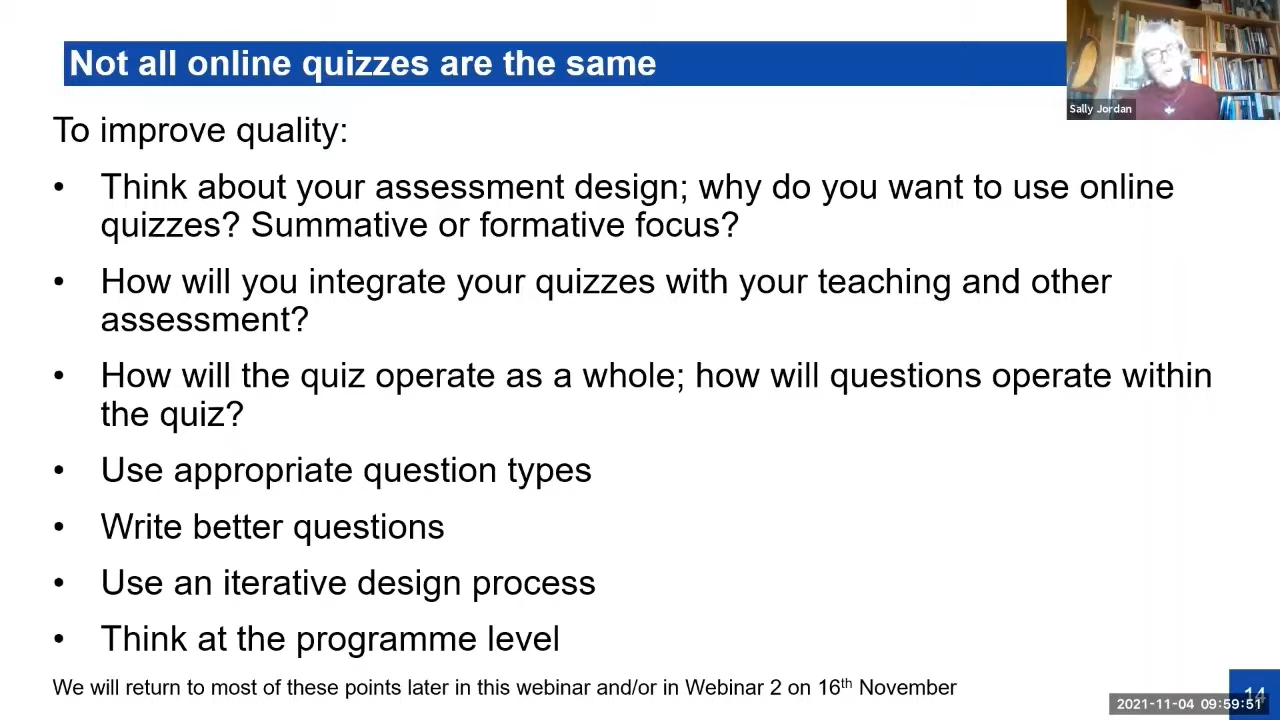 Not all online quizzes are the same
Sally Jordan
To improve quality:
• Think about your assessment design; why do you want to use online
quizzes? Summative or formative focus?
• How will you integrate your quizzes with your teaching and other
assessment?
• How will the quiz operate as a whole; how will questions operate within
the quiz?
• Use appropriate question types
• Write better questions
• Use an iterative design process
• Think at the programme level
We will return to most of these points later in this webinar and/or in Webinar 2 on 16th November
14
2021-11-04 09:59:51